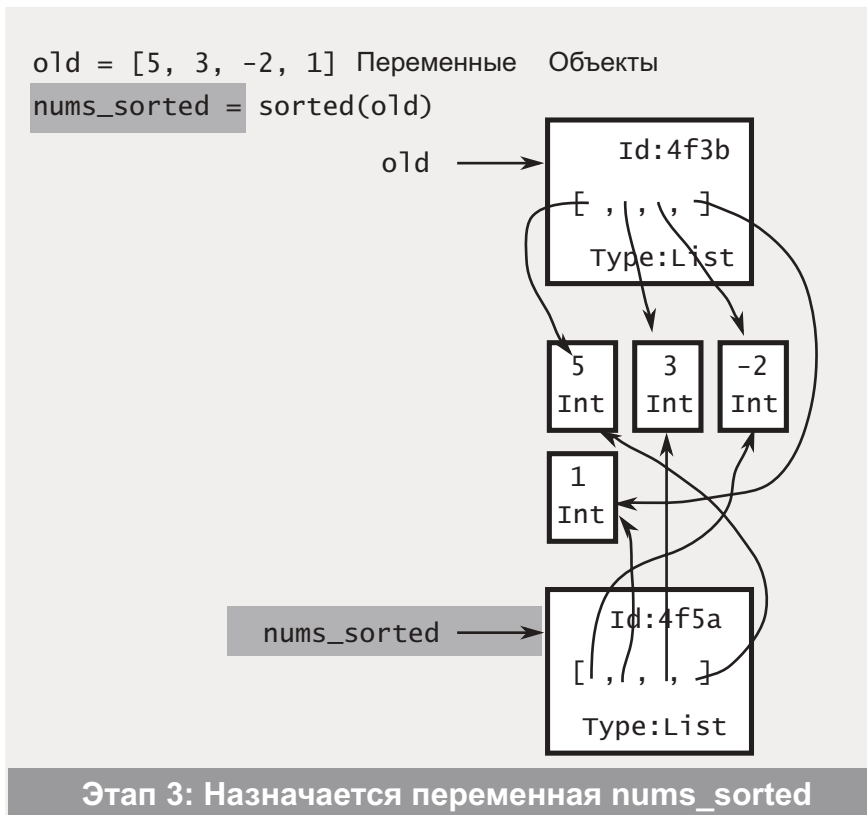 old = [5, 3, -2, 1] Переменные Объекты
nums_sorted = sorted(old)
old
Id:4f3b
[ , , , ]
Type:List
5 3 -2
Int Int Int
1
Int
nums_sorted
Id:4f5a
[ , , , ]
Type:List
Этап 3: Назначается переменная nums_sorted